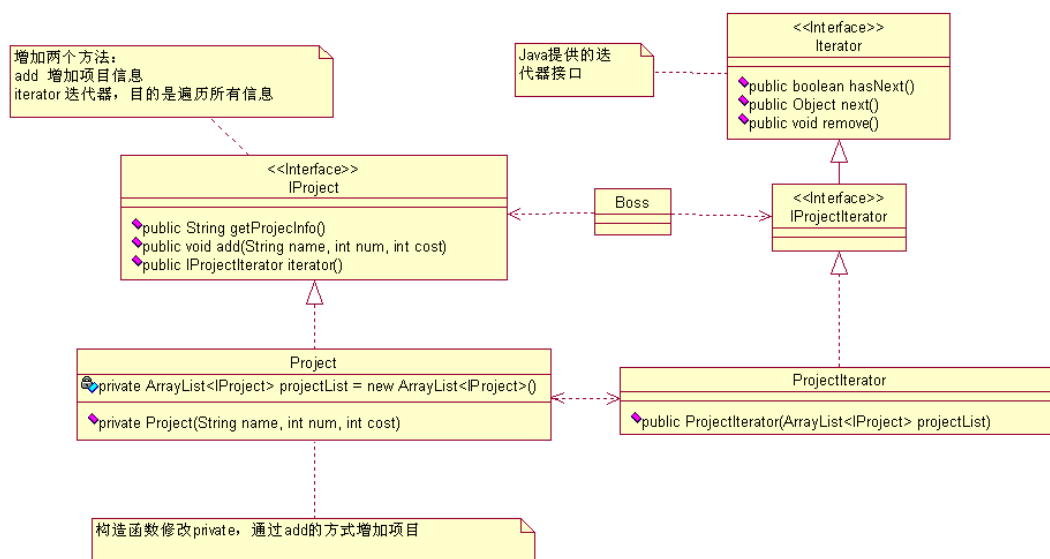 增加两个方法：
add 增加项目信息
iterator 迭代器，目的是遍历所有信息
Java提供的迭
代器接口
<<Interface>>
Iterator
public boolean hasNext()
public Object next()
public void remove()
<<Interface>>
IProject
public String getProjecInfo()
public void add(String name, int num, int cost)
public IProjectIterator iterator()
Boss
<<Interface>>
IProjectIterator
Project
private ArrayList<IProject> projectList = new ArrayList<IProject>()
private Project(String name, int num, int cost)
ProjectIterator
public ProjectIterator(ArrayList<IProject> projectList)
构造函数修改private，通过add的方式增加项目